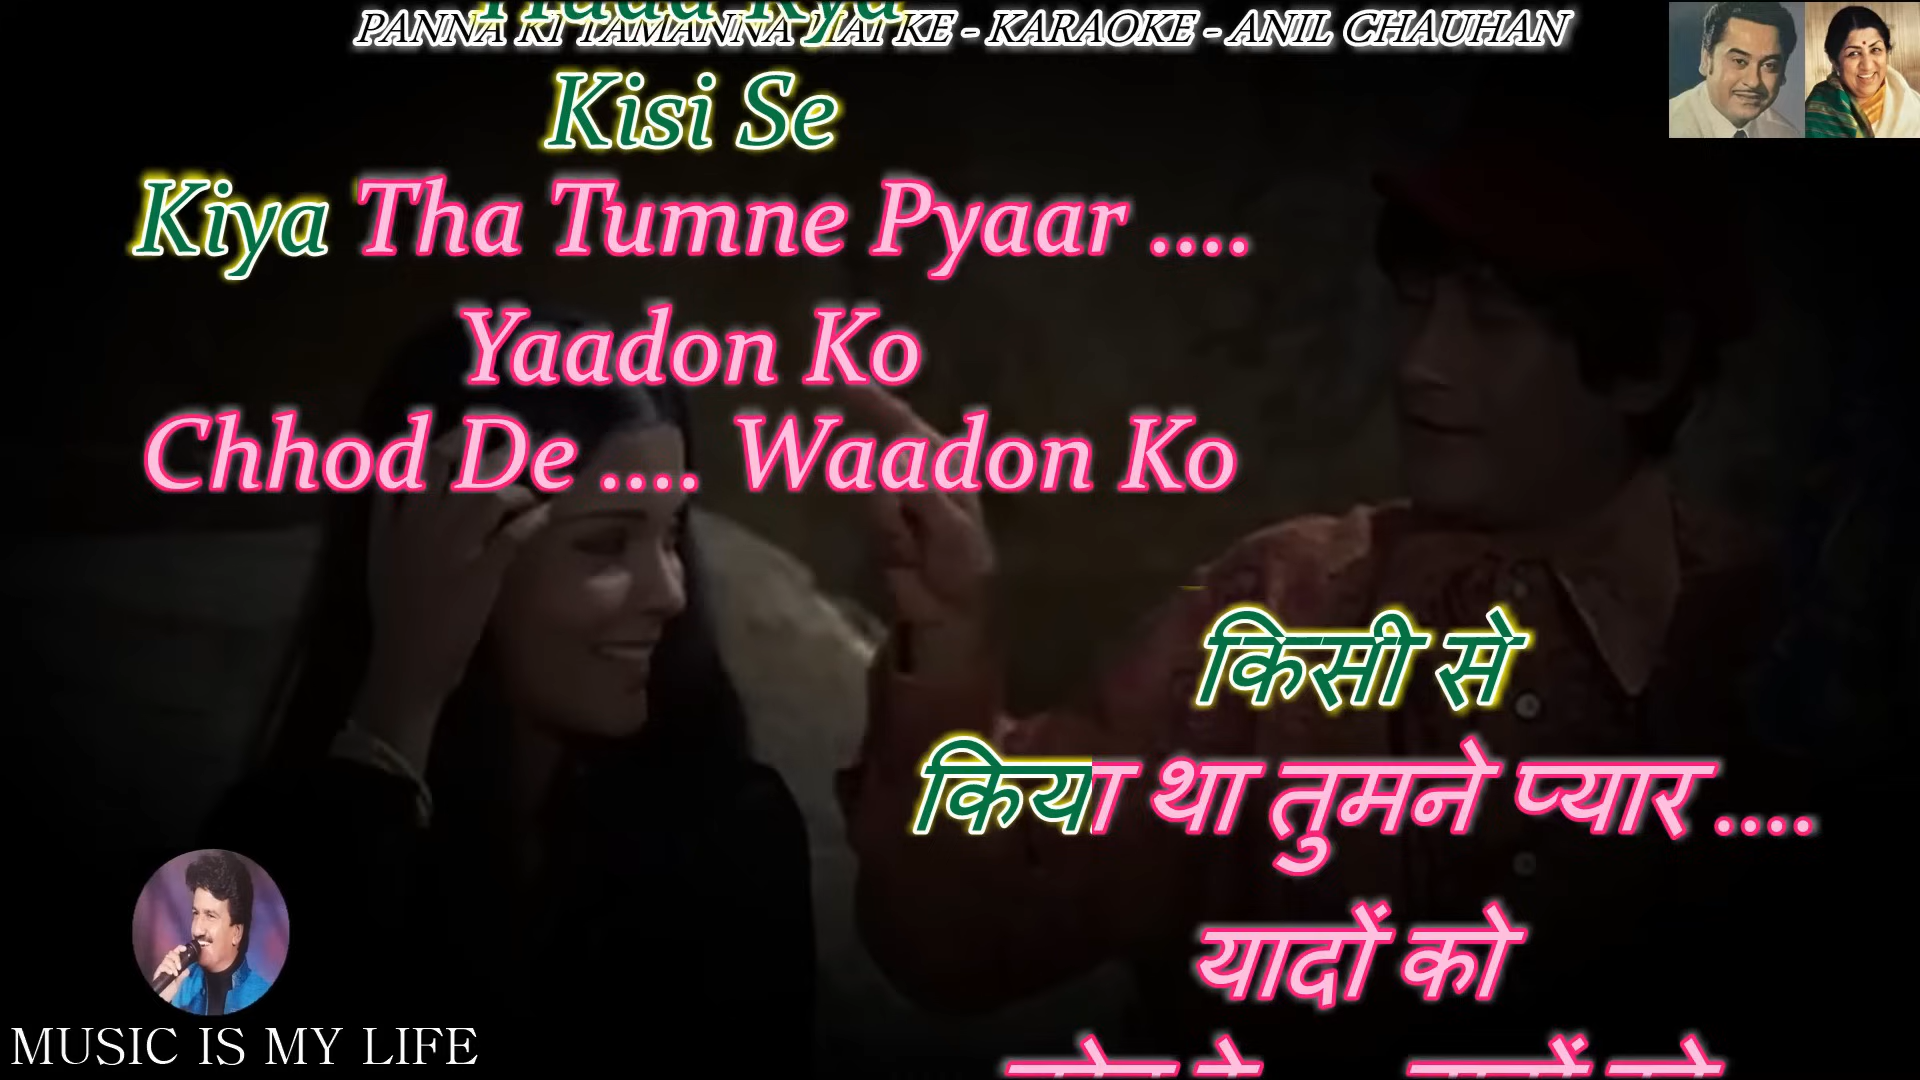 Kya
PANNA KI TAMANNA HAI KE - KARAOKE - ANIL CHAUHAN
Kisi Se
Kiya Tha Tumne Pyaar ....
Yaadon Ko
Chhod De .... Waadon Ko
किसी से
किया था तुमने प्यार ....
यादों को
MUSIC IS MY LIFE